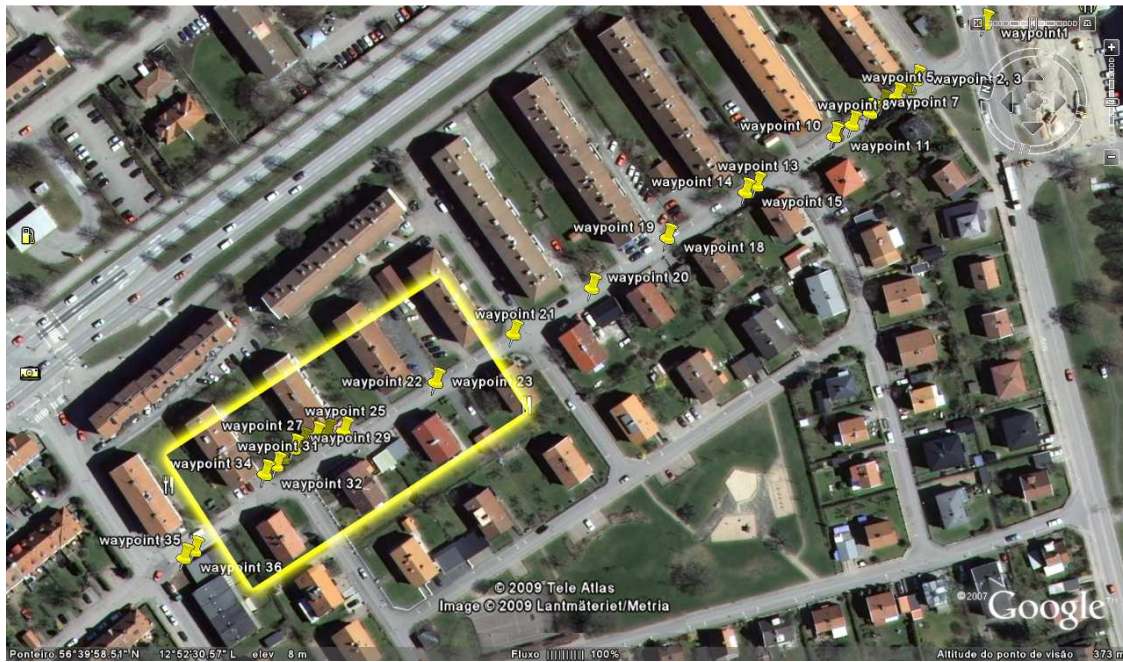 waypoint1
waypoint 5
waypoint 2, 3
waypoint 8
waypoint 7
waypoint 10
waypoint 11
waypoint 13
waypoint 14
waypoint 15
waypoint 19
waypoint 18
waypoint 20
waypoint 21
waypoint 22
waypoint 23
waypoint 25
waypoint 27
waypoint 29
waypoint 31
waypoint 34
waypoint 32
waypoint 35
waypoint 36
© 2009 Tele Atlas
Image © 2009 Lantmäteriet/Metria
©2007 Google™
Ponteiro 56°39'58.51" N 12°52'30.57" L elev 8 m
Fluxo 100%
Altitude do ponto de visão 373 m